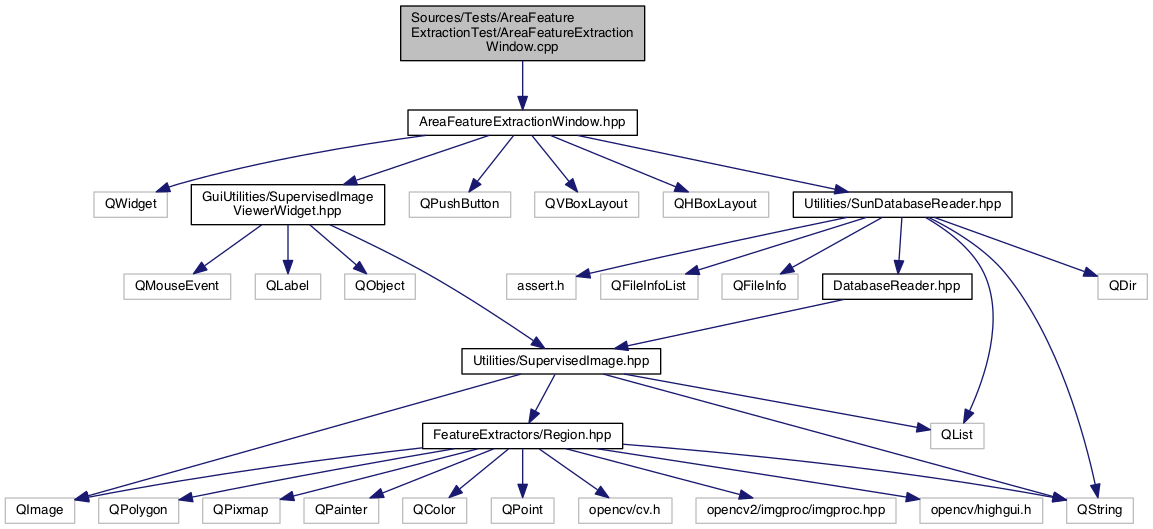 Sources/Tests/AreaFeature
ExtractionTest/AreaFeatureExtraction
Window.cpp
AreaFeatureExtractionWindow.hpp
QWidget
GuiUtilities/SupervisedImage
ViewerWidget.hpp
QPushButton
QVBoxLayout
QHBoxLayout
Utilities/SunDatabaseReader.hpp
QMouseEvent
QLabel
QObject
assert.h
QFileInfoList
QFileInfo
DatabaseReader.hpp
QDir
Utilities/SupervisedImage.hpp
FeatureExtractors/Region.hpp
QList
QImage
QPolygon
QPixmap
QPainter
QColor
QPoint
opencv/cv.h
opencv2/imgproc/imgproc.hpp
opencv/highgui.h
QString